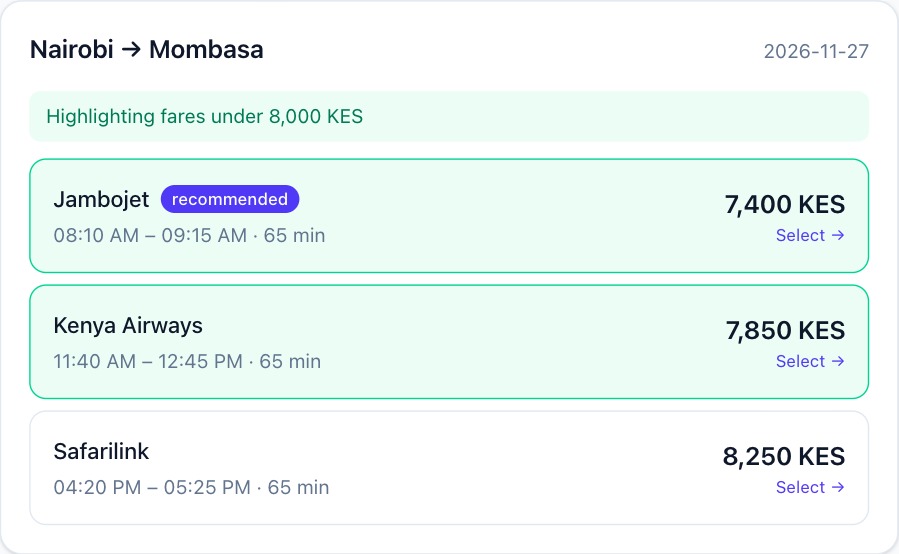 Nairobi → Mombasa
2026-11-27
Highlighting fares under 8,000 KES
Jambojet recommended
7,400 KES
08:10 AM – 09:15 AM · 65 min
Select →
Kenya Airways
7,850 KES
11:40 AM – 12:45 PM · 65 min
Select →
Safarilink
8,250 KES
04:20 PM – 05:25 PM · 65 min
Select →